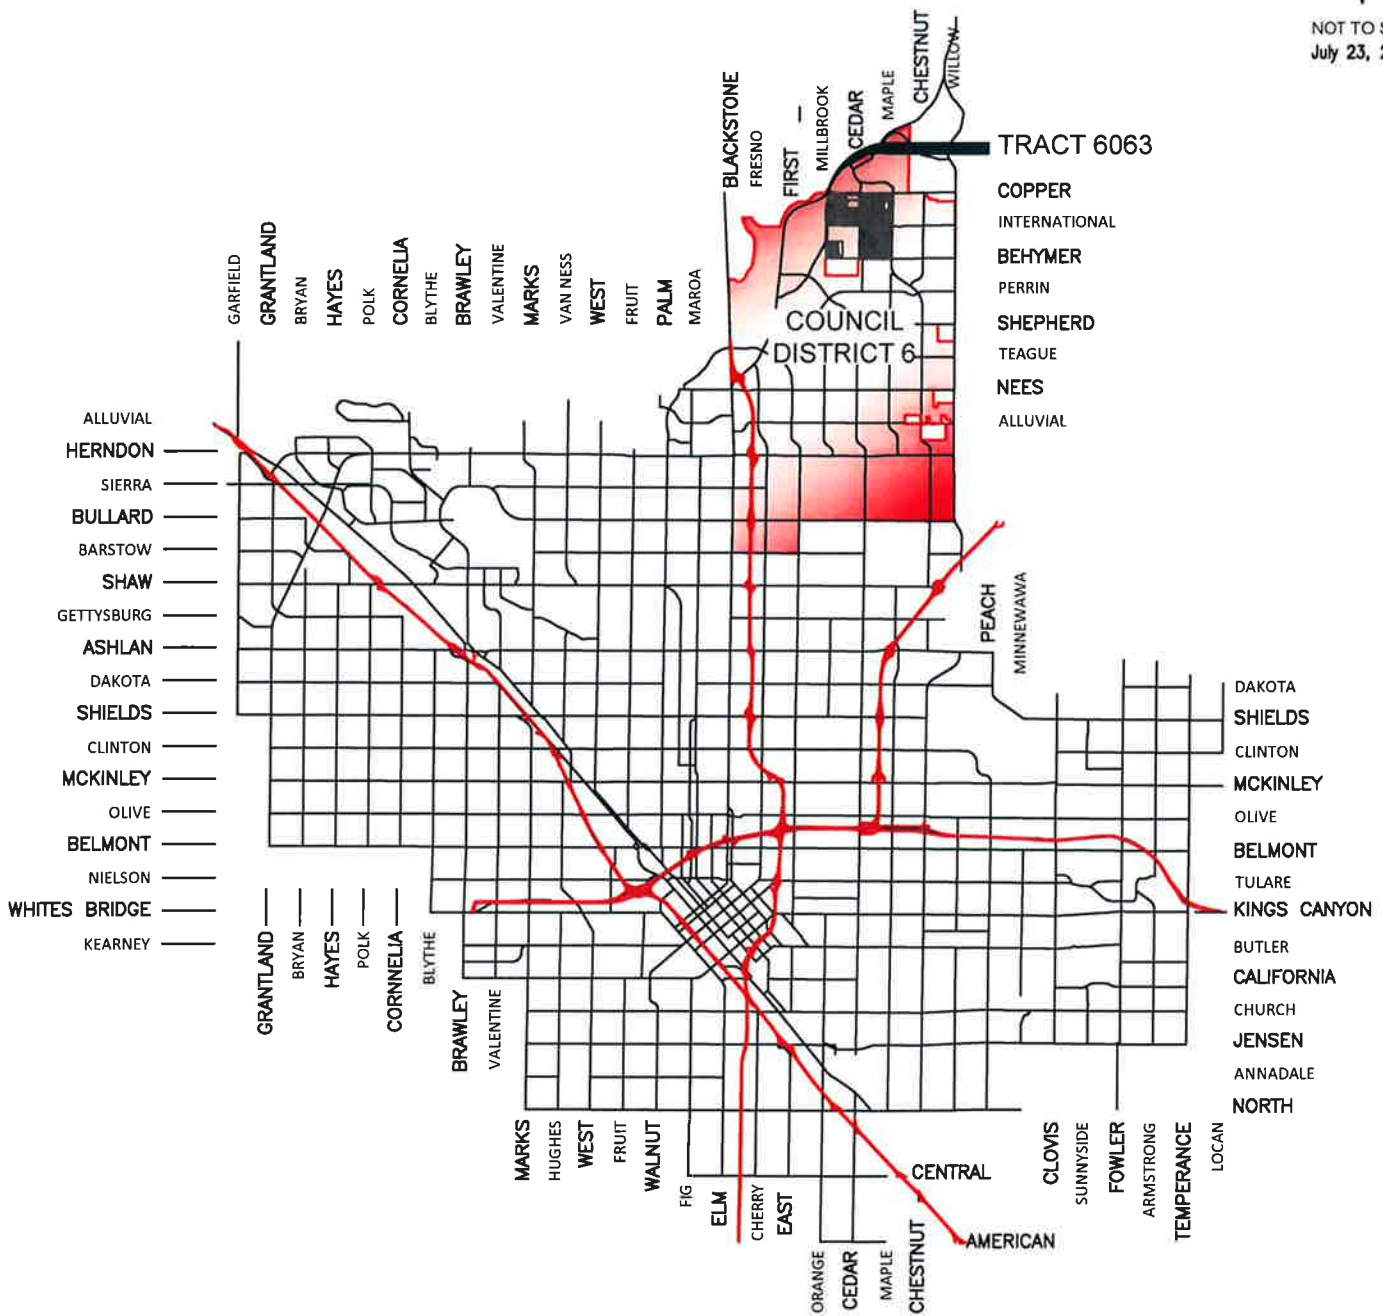 NOT TO
July 23,
CHESTNUT
WILLOW
MAPLE
CEDAR
MILLBROOK
FIRST
FRESNO
BLACKSTONE
TRACT 6063
COPPER
INTERNATIONAL
BEHYMER
PERRIN
SHEPHERD
TEAGUE
NEES
ALLUVIAL
COUNCIL
DISTRICT 6
GARFIELD
GRANTLAND
BRYAN
HAYES
POLK
CORNELIA
BLYTHE
BRAWLEY
VALENTINE
MARKS
VAN NESS
WEST
FRUIT
PALM
MAROA
ALLUVIAL
HERNDON
SIERRA
BULLARD
BARSTOW
SHAW
GETTYSBURG
ASHLAN
DAKOTA
SHIELDS
CLINTON
MCKINLEY
OLIVE
BELMONT
NIELSON
WHITES BRIDGE
KEARNEY
PEACH
MINNEWAWA
DAKOTA
SHIELDS
CLINTON
MCKINLEY
OLIVE
BELMONT
TULARE
KINGS CANYON
BUTLER
CALIFORNIA
CHURCH
JENSEN
ANNADALE
NORTH
GRANTLAND
BRYAN
HAYES
POLK
CORNNELIA
BLYTHE
BRAWLEY
VALENTINE
MARKS
HUGHES
WEST
FRUIT
WALNUT
FIG
ELM
CHERRY
EAST
ORANGE
CEDAR
MAPLE
CHESTNUT
CENTRAL
AMERICAN
CLOVIS
SUNNYSIDE
FOWLER
ARMSTRONG
TEMPERANCE
LOCAN